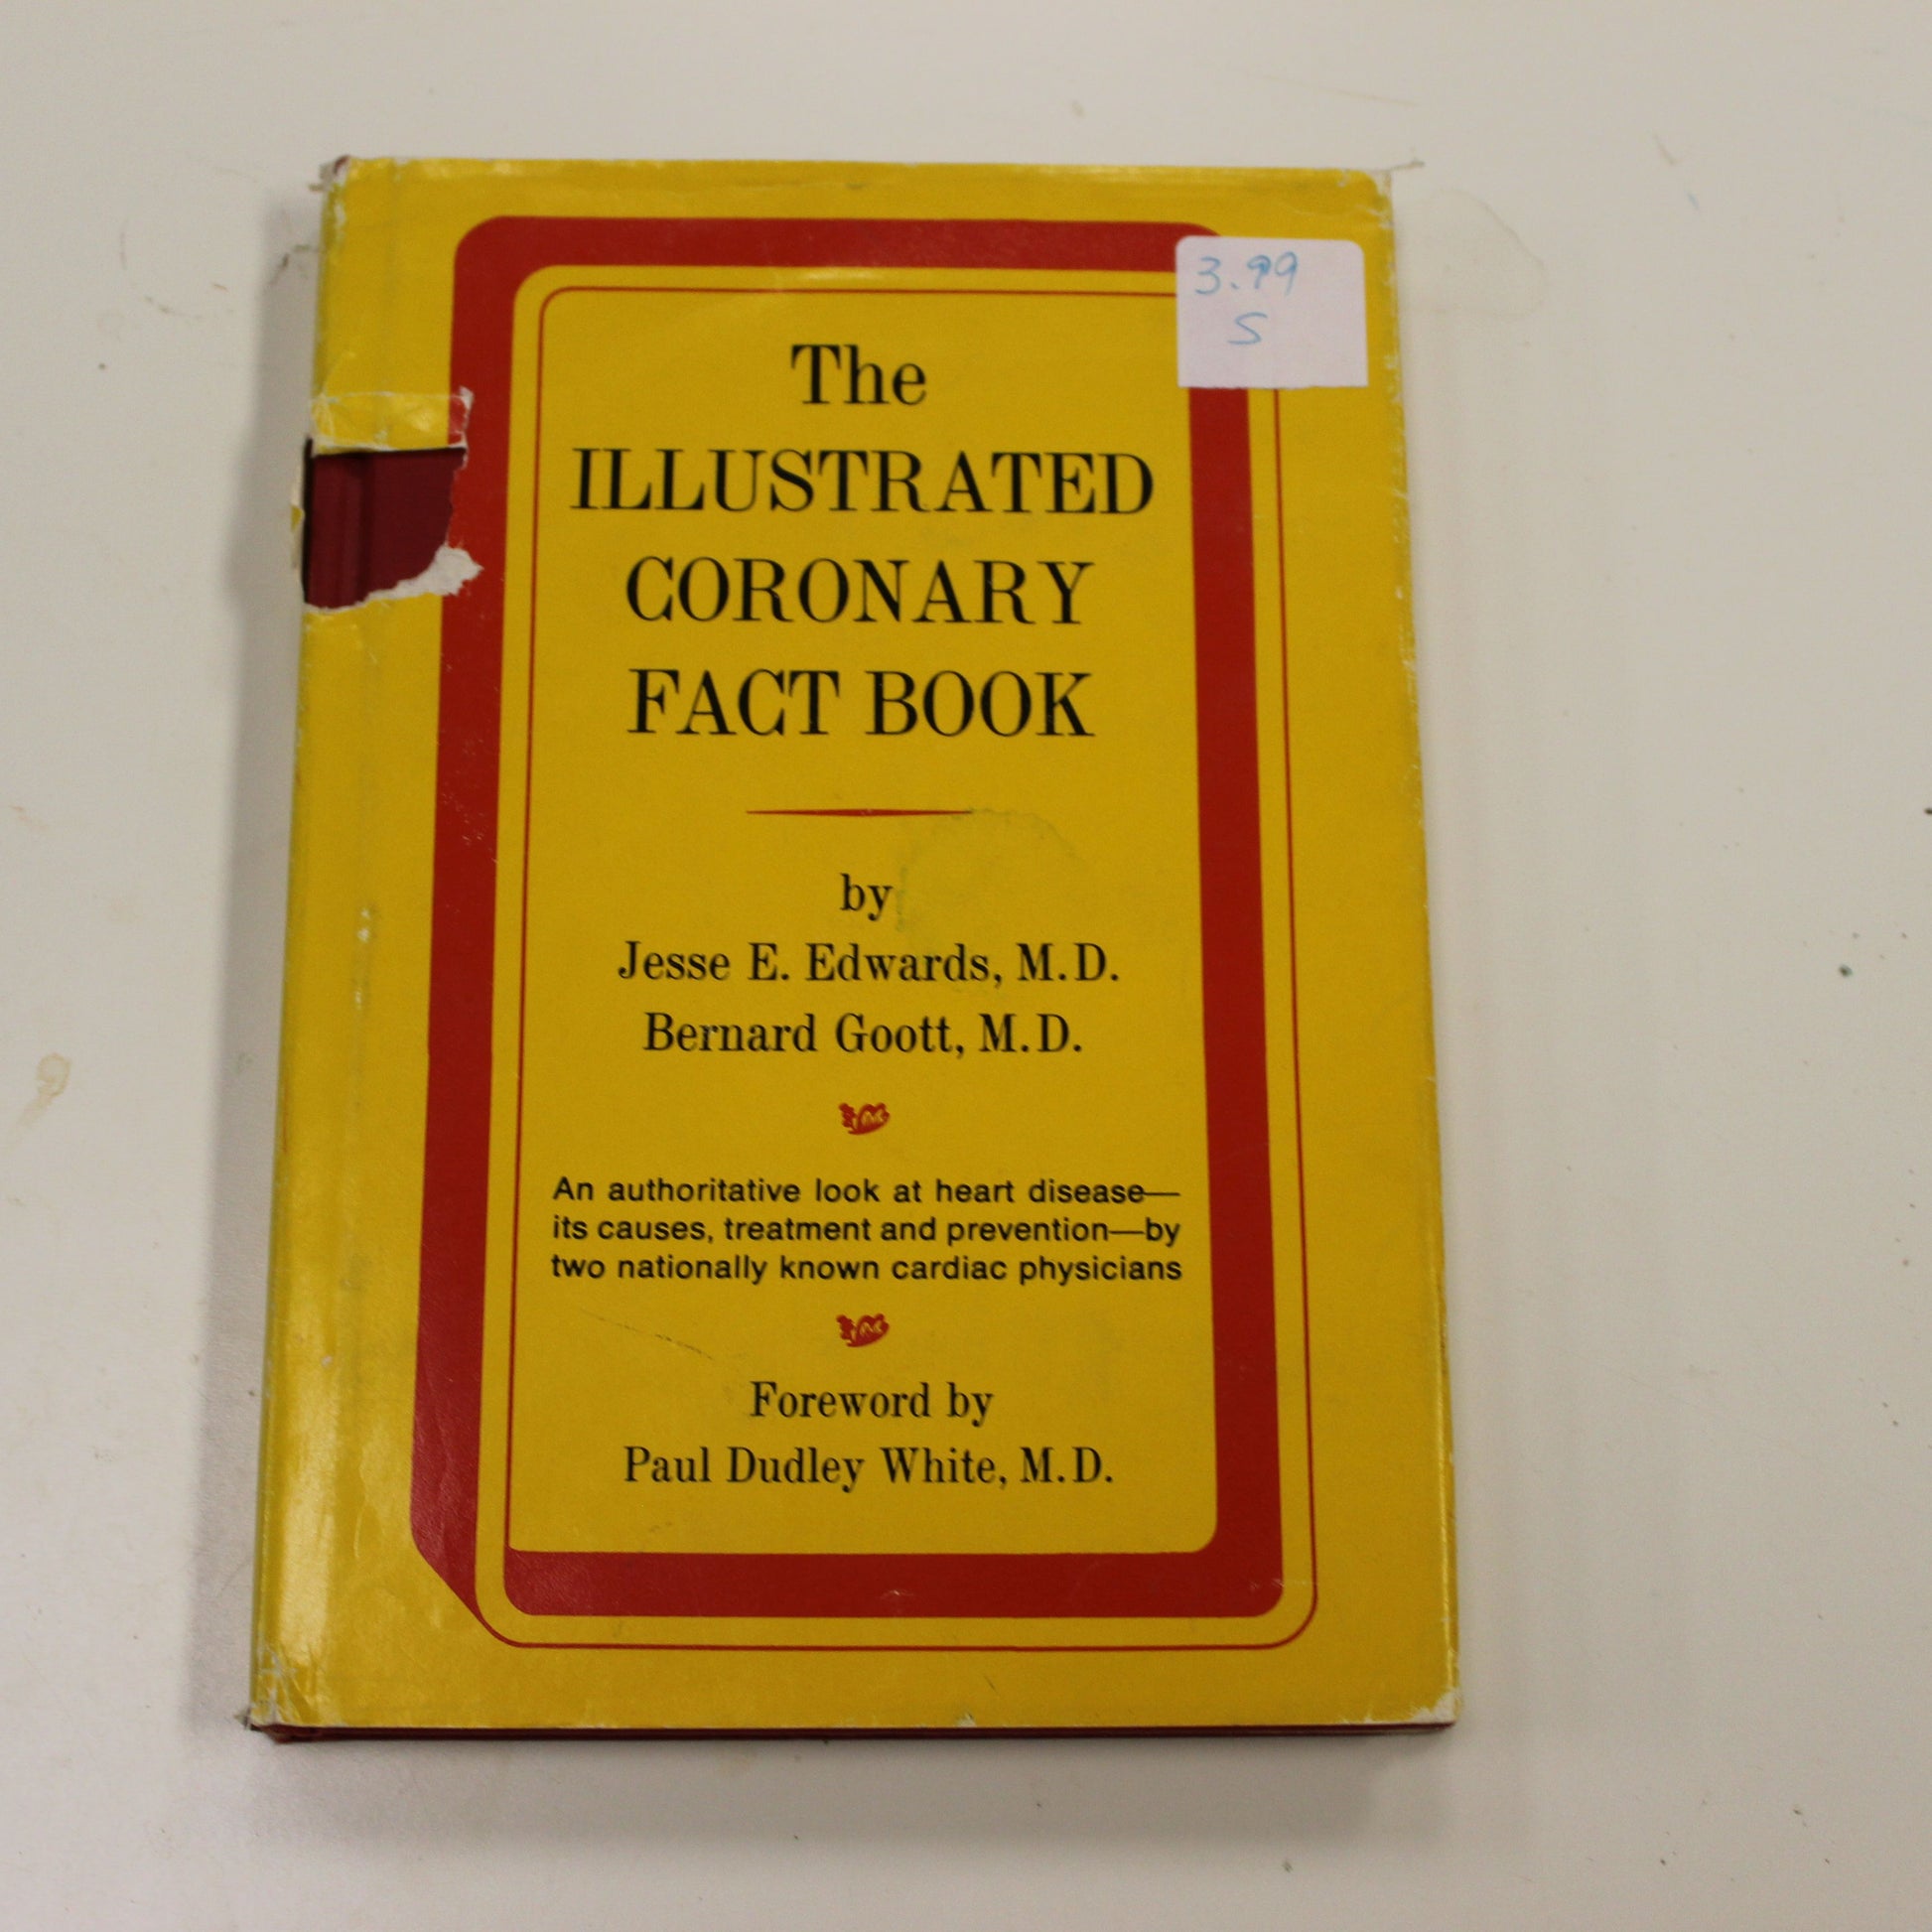 3.99
S
The
ILLUSTRATED
CORONARY
FACT BOOK
by
Jesse E. Edwards, M.D.
Bernard Goott, M.D.
An authoritative look at heart disease—
its causes, treatment and prevention—by
two nationally known cardiac physicians
Foreword by
Paul Dudley White, M.D.